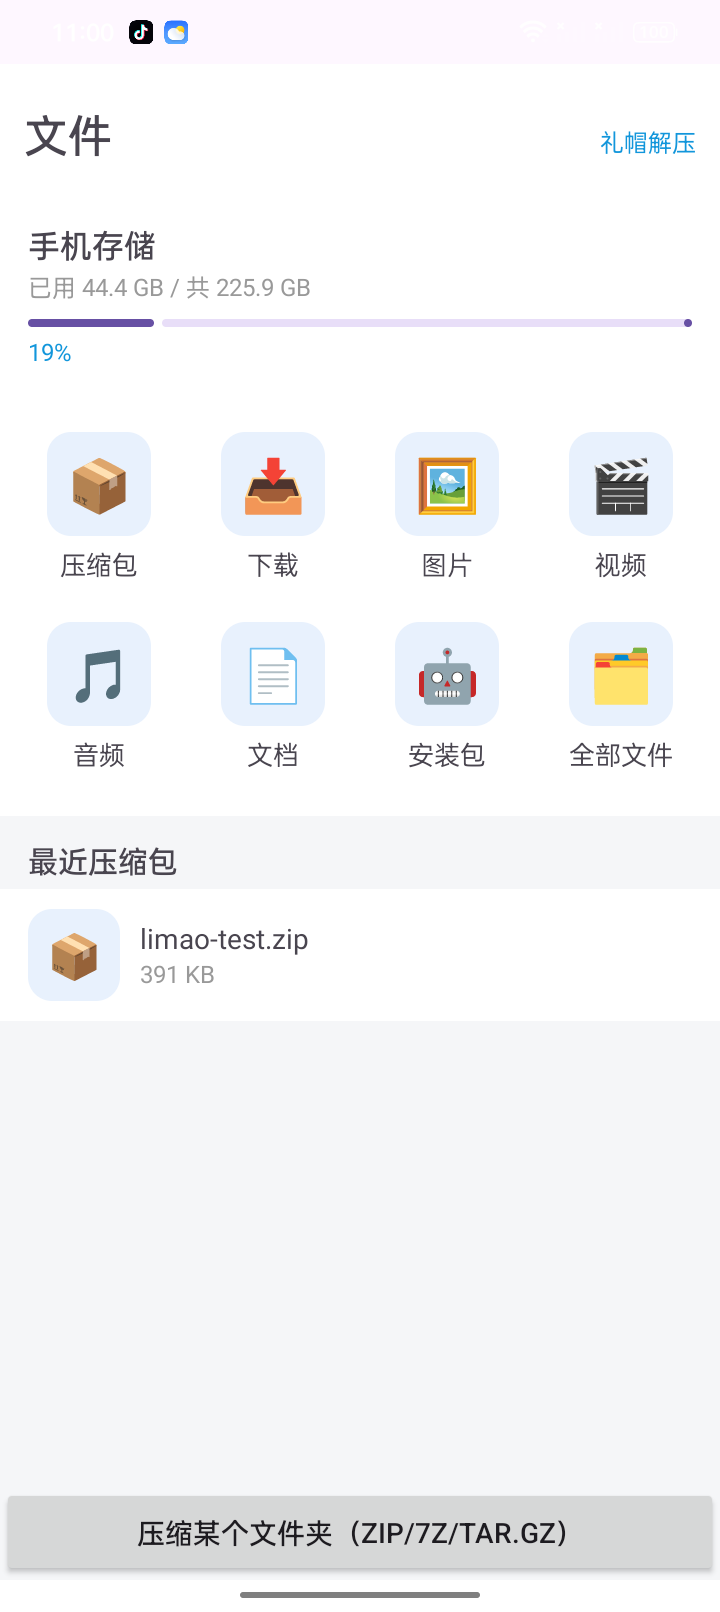 11:00
文件
礼帽解压
手机存储
已用 44.4 GB / 共 225.9 GB
19%
压缩包
下载
图片
视频
音频
文档
安装包
全部文件
最近压缩包
limao-test.zip
391 KB
压缩某个文件夹（ZIP/7Z/TAR.GZ）